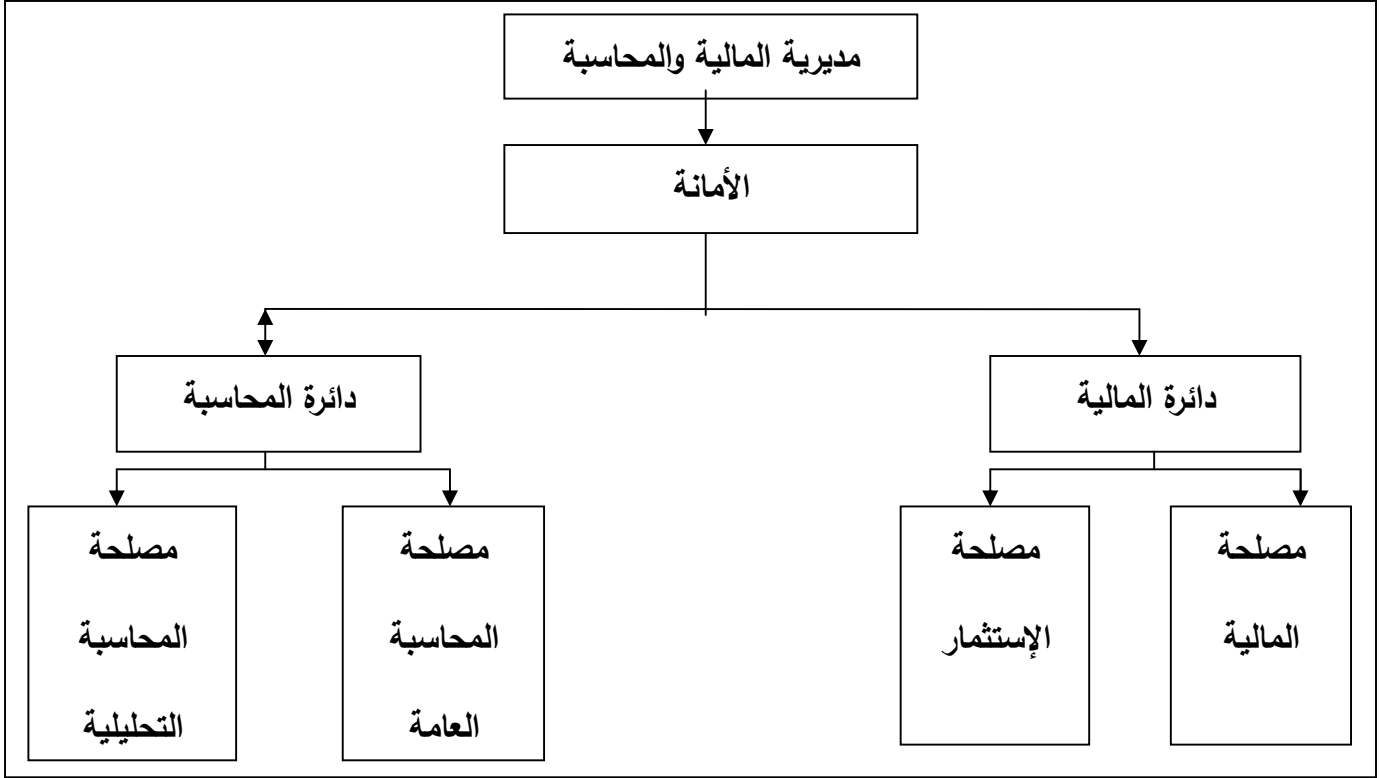 مديرية المالية والمحاسبة
الأمانة
دائرة المالية
دائرة المحاسبة
مصلحة
المالية
مصلحة
الإستثمار
مصلحة
المحاسبة
العامة
مصلحة
المحاسبة
التحليلية